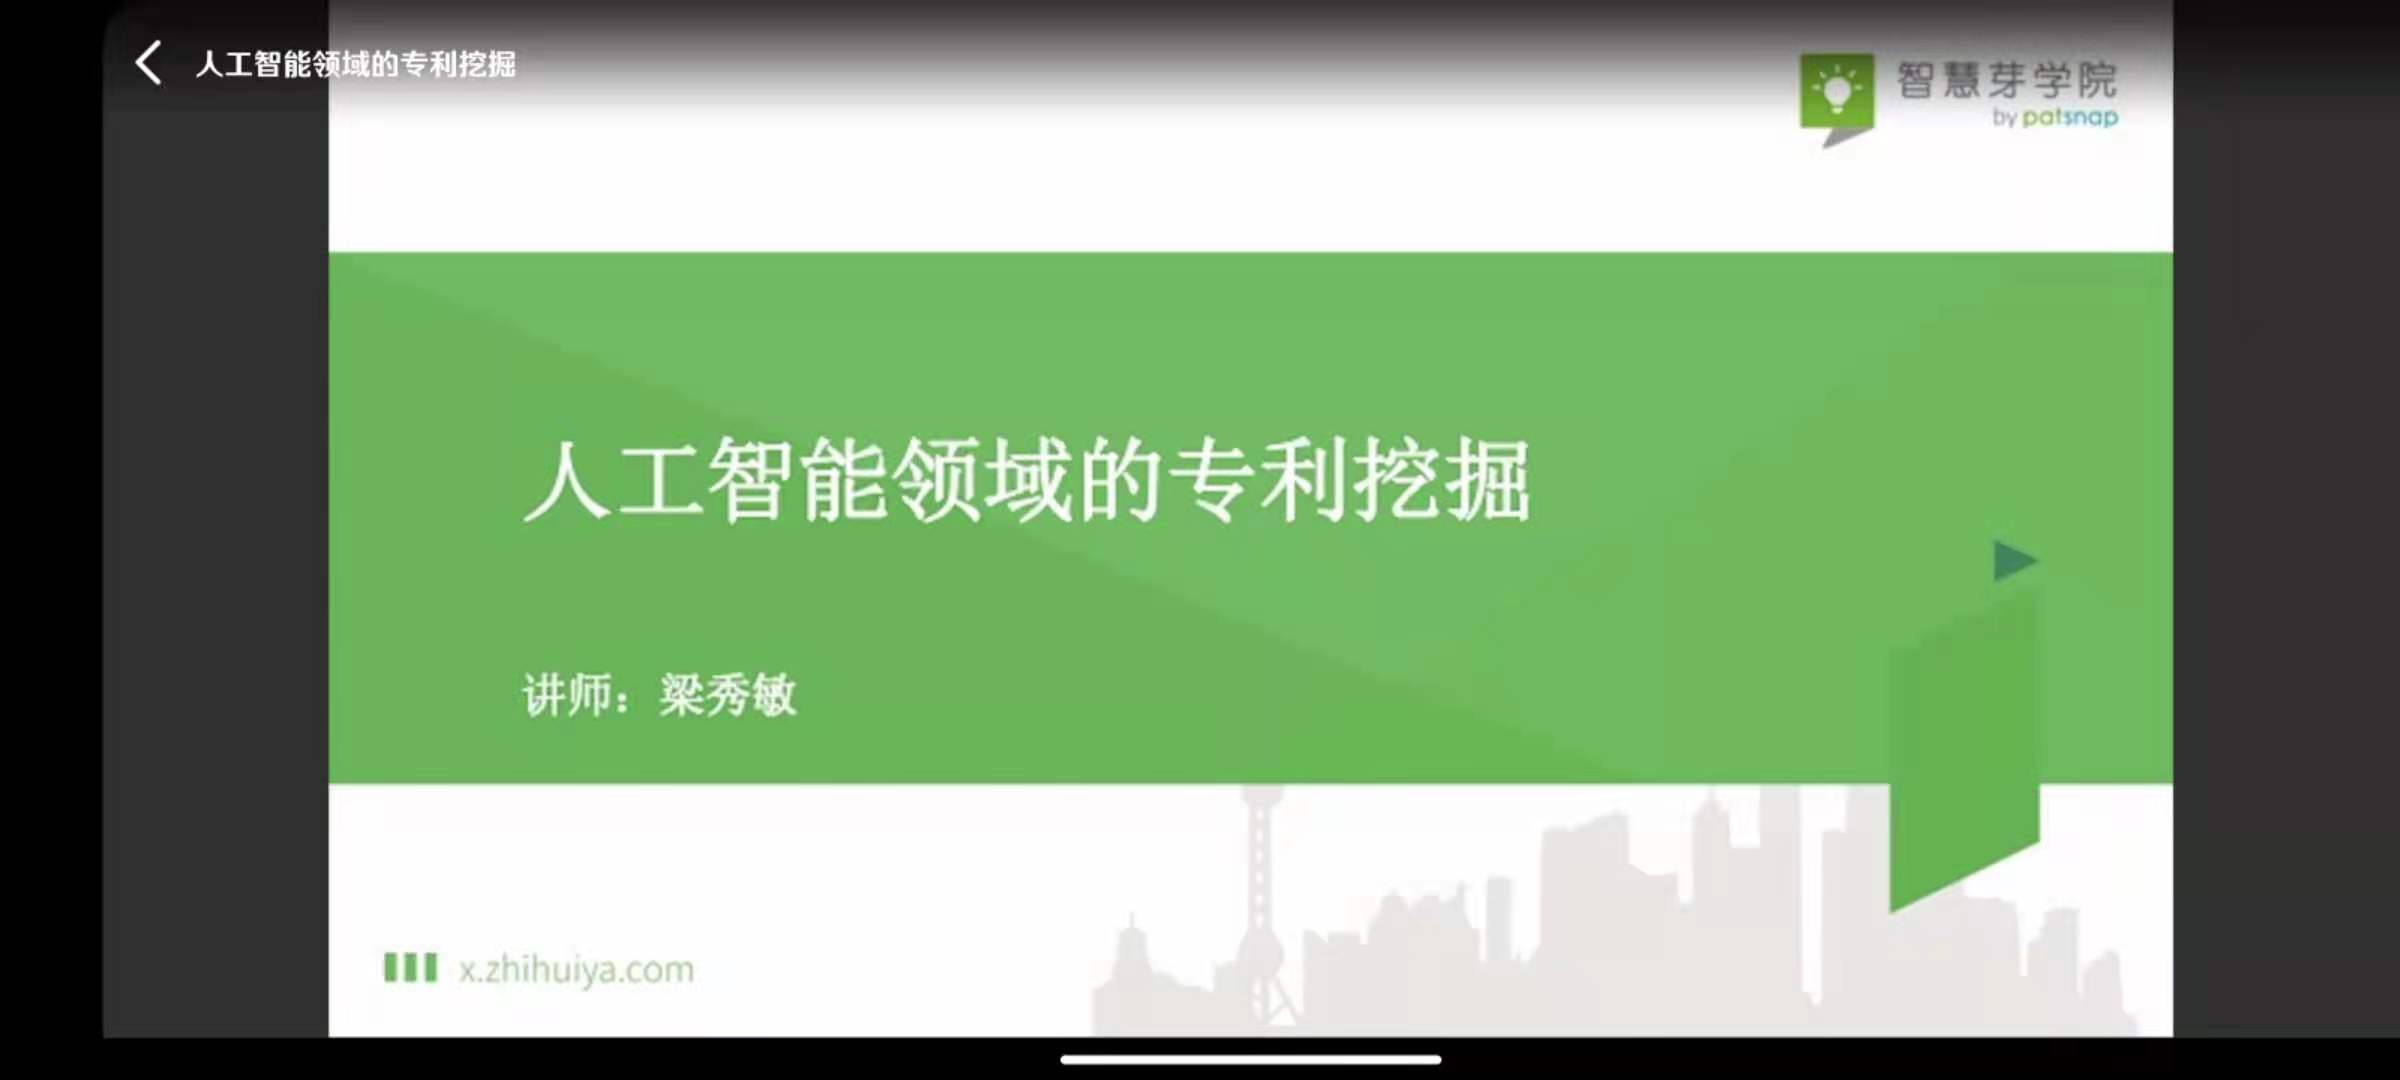 人工智能领域的专利挖掘
智慧芽学院
by patsnap
人工智能领域的专利挖掘
讲师：梁秀敏
x.zhihuiya.com